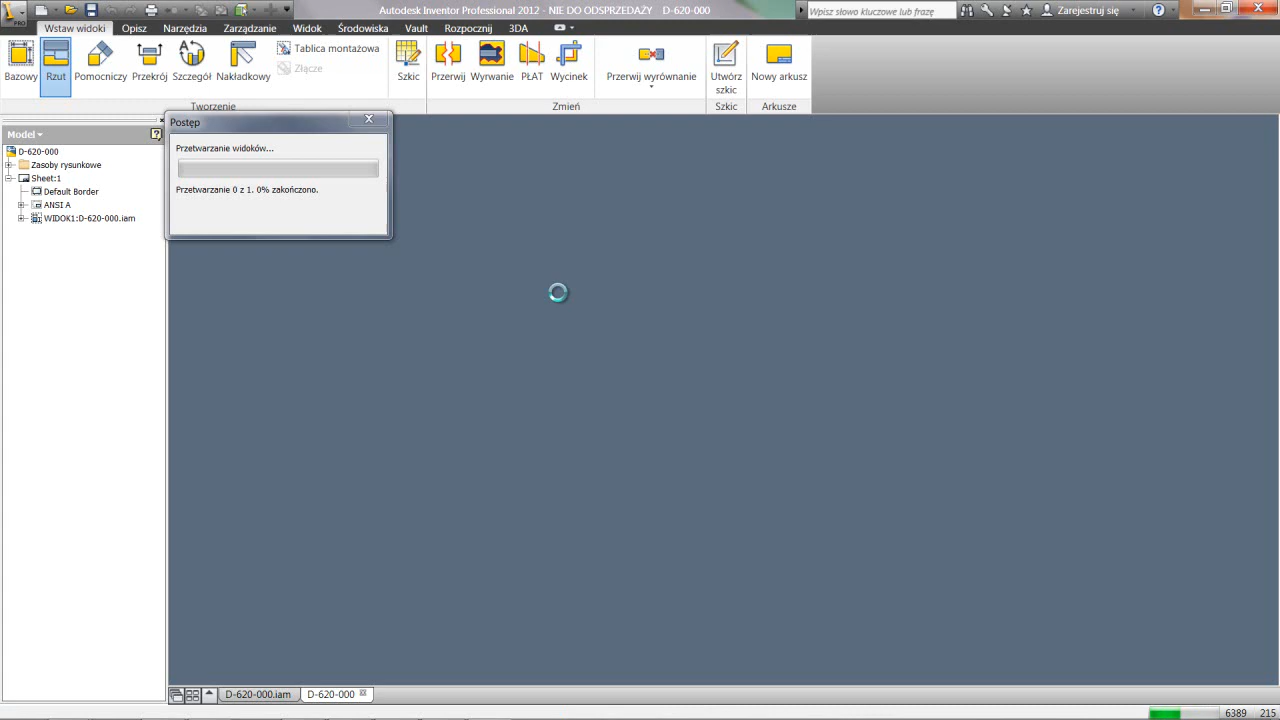 Autodesk Inventor Professional 2012 - NIE DO ODSPRZEDAŻY D-620-000
Wpisz słowo kluczowe lub frazę
Zarejestruj się
PRO
Wstaw widoki Opisz Narzędzia Zarządzanie Widok Środowiska Vault Rozpocznij 3DA
Bazowy
Rzut
Pomocniczy
Przekrój
Szczegół
Nakładkowy
Tablica montażowa
Złącze
Szkic
Przerwij
Wyrwanie
PŁAT
Wycinek
Przerwij wyrównanie
Utwórz szkic
Nowy arkusz
Tworzenie
Zmień
Szkic
Arkusze
Postęp
Przetwarzanie widoków...
Przetwarzanie 0 z 1. 0% zakończono.
Model
D-620-000
Zasoby rysunkowe
Sheet:1
Default Border
ANSI A
WIDOK1:D-620-000.iam
D-620-000.iam
D-620-000
6389 215